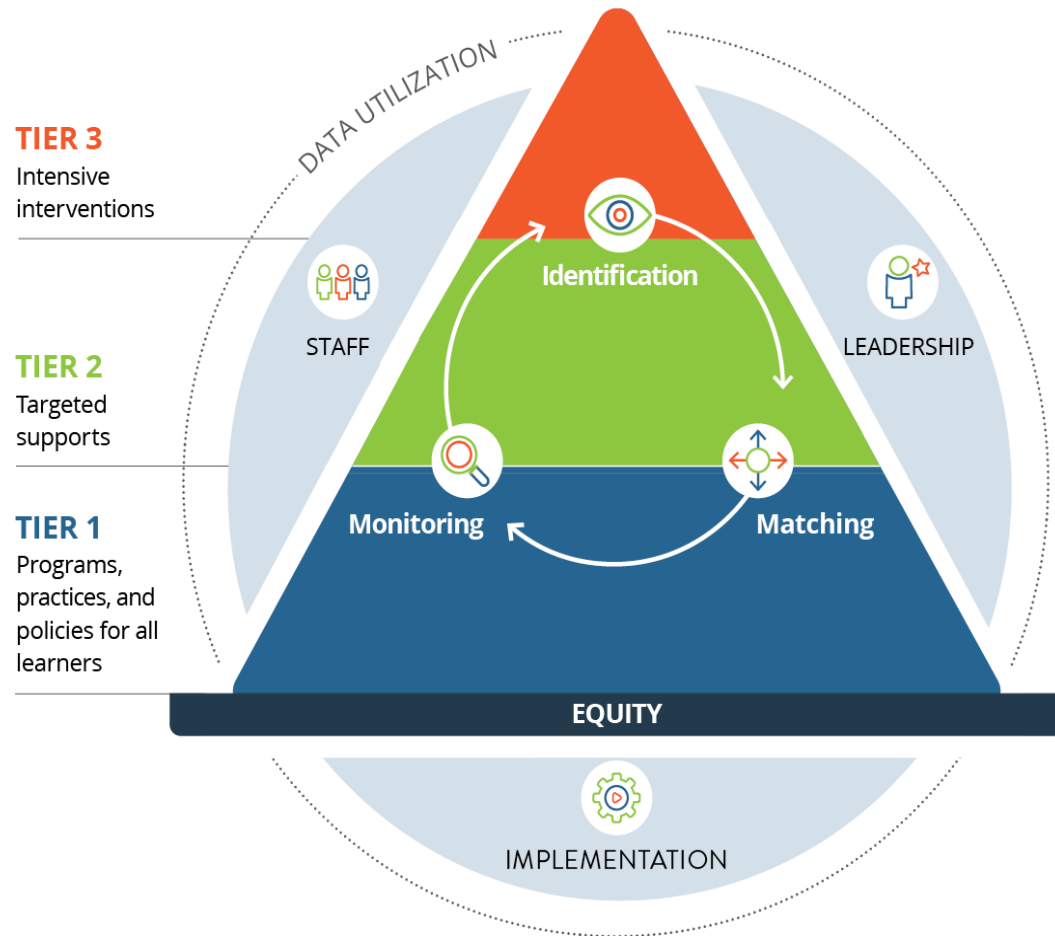 DATA UTILIZATION
TIER 3
Intensive
interventions
Identification
STAFF
LEADERSHIP
TIER 2
Targeted
supports
Monitoring
Matching
TIER 1
Programs,
practices, and
policies for all
learners
EQUITY
IMPLEMENTATION